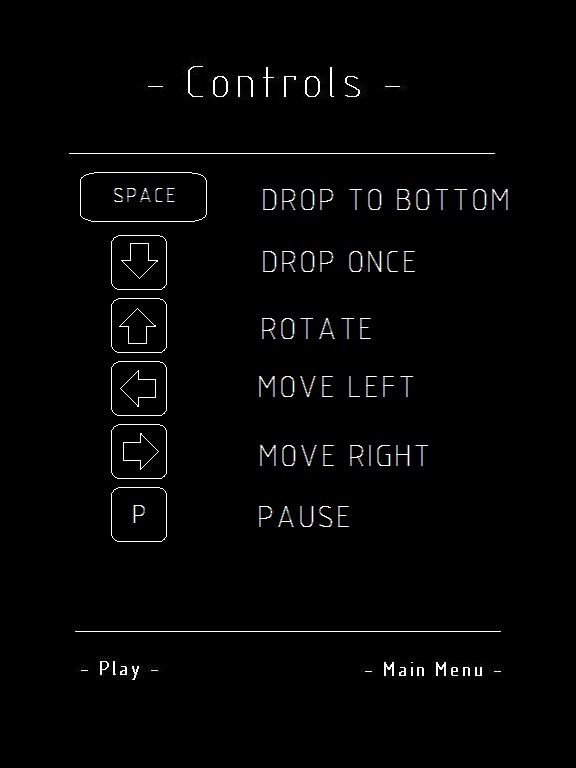 - Controls -
SPACE DROP TO BOTTOM
DROP ONCE
ROTATE
MOVE LEFT
MOVE RIGHT
P PAUSE
- Play - - Main Menu -